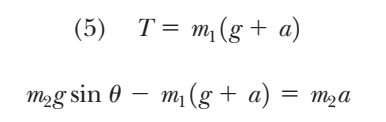 (5) T = m₁(g + a)
m₂g sin θ − m₁(g + a) = m₂a